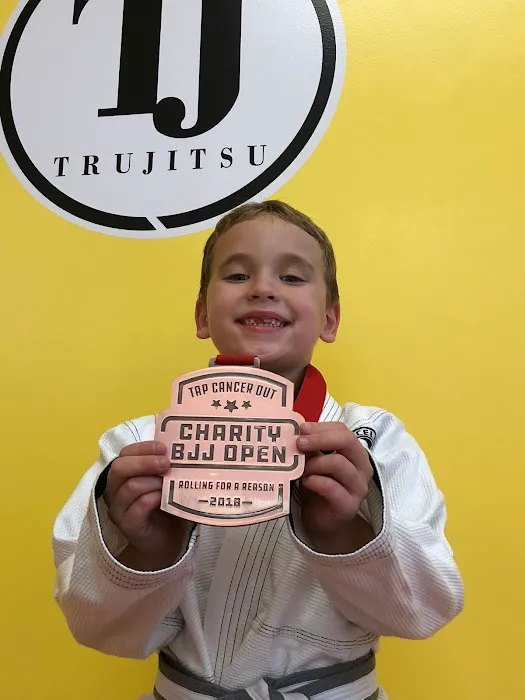 TJ
TRUJITSU
TAP CANCER OUT
CHARITY
BJJ OPEN
ROLLING FOR A REASON
2018